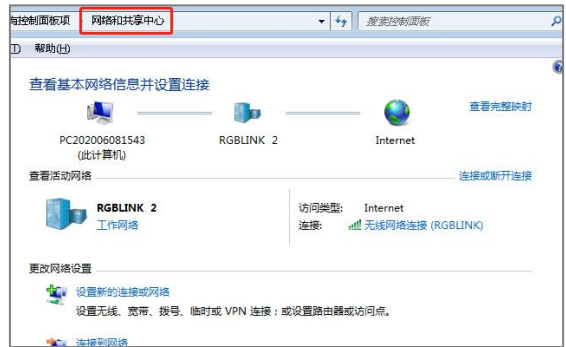 有控制面板项 网络和共享中心 搜索控制面板
帮助(H)
查看基本网络信息并设置连接
查看完整映射
PC202006081543 RGBLINK 2 Internet
(此计算机)
查看活动网络 连接或断开连接
RGBLINK 2 访问类型: Internet
工作网络 连接: 无线网络连接 (RGBLINK)
更改网络设置
设置新的连接或网络
设置无线、宽带、拨号、临时或 VPN 连接；或设置路由器或访问点。
连接到网络